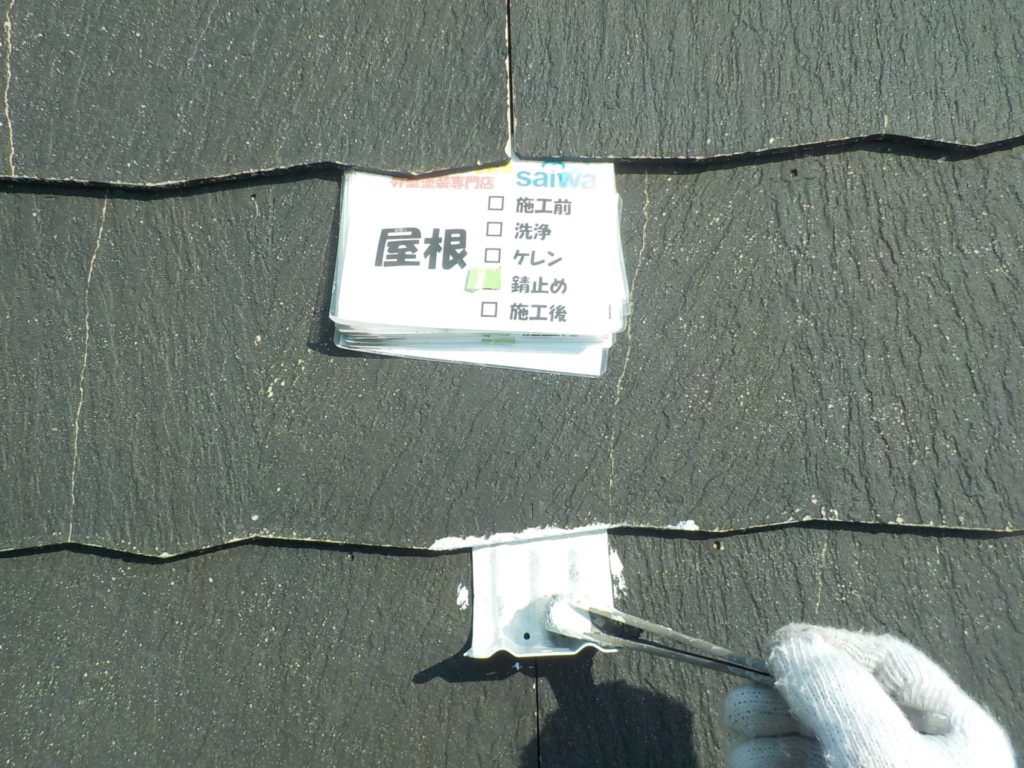 外壁塗装専門店 saiwa
屋根
□ 施工前
□ 洗浄
□ ケレン
錆止め
□ 施工後